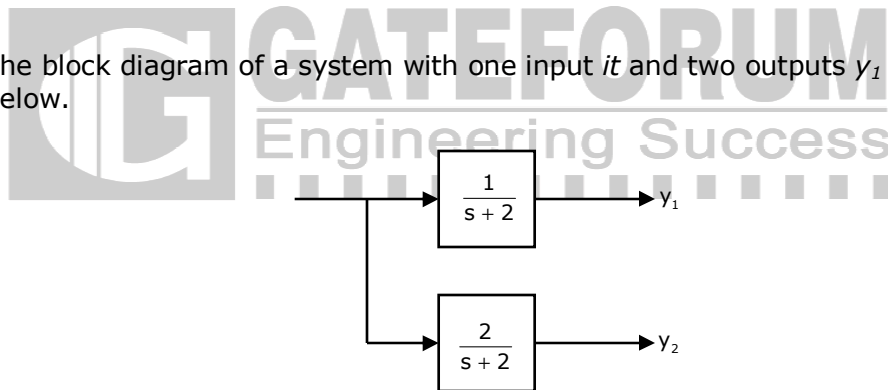 GATEFORUM
he block diagram of a system with one input it and two outputs y₁
elow.
Engineering Success
1
s + 2
y₁
2
s + 2
y₂